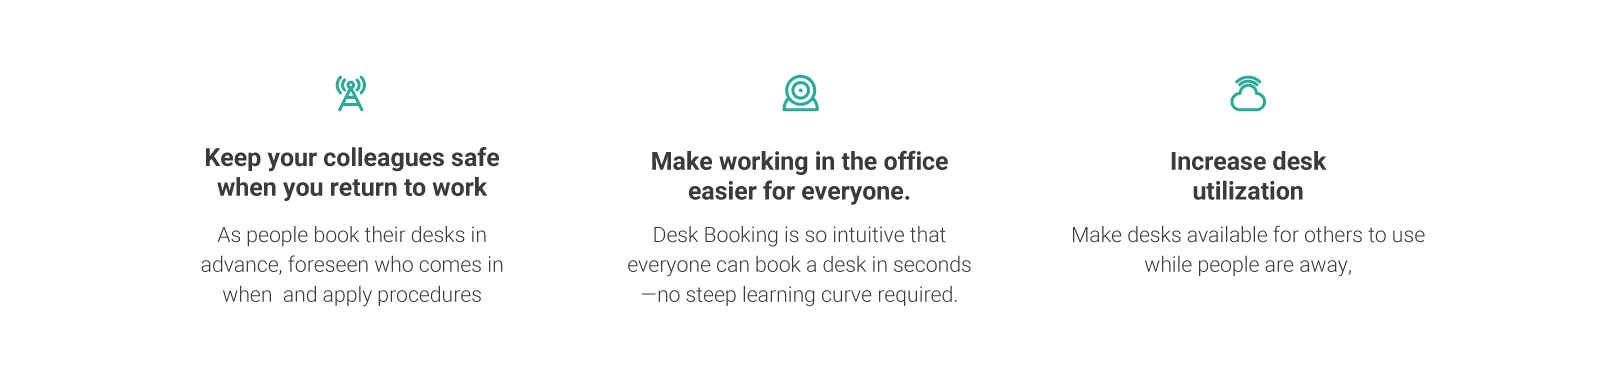 Keep your colleagues safe
when you return to work
As people book their desks in
advance, foreseen who comes in
when  and apply procedures
Make working in the office
easier for everyone.
Desk Booking is so intuitive that
everyone can book a desk in seconds
—no steep learning curve required.
Increase desk
utilization
Make desks available for others to use
while people are away,